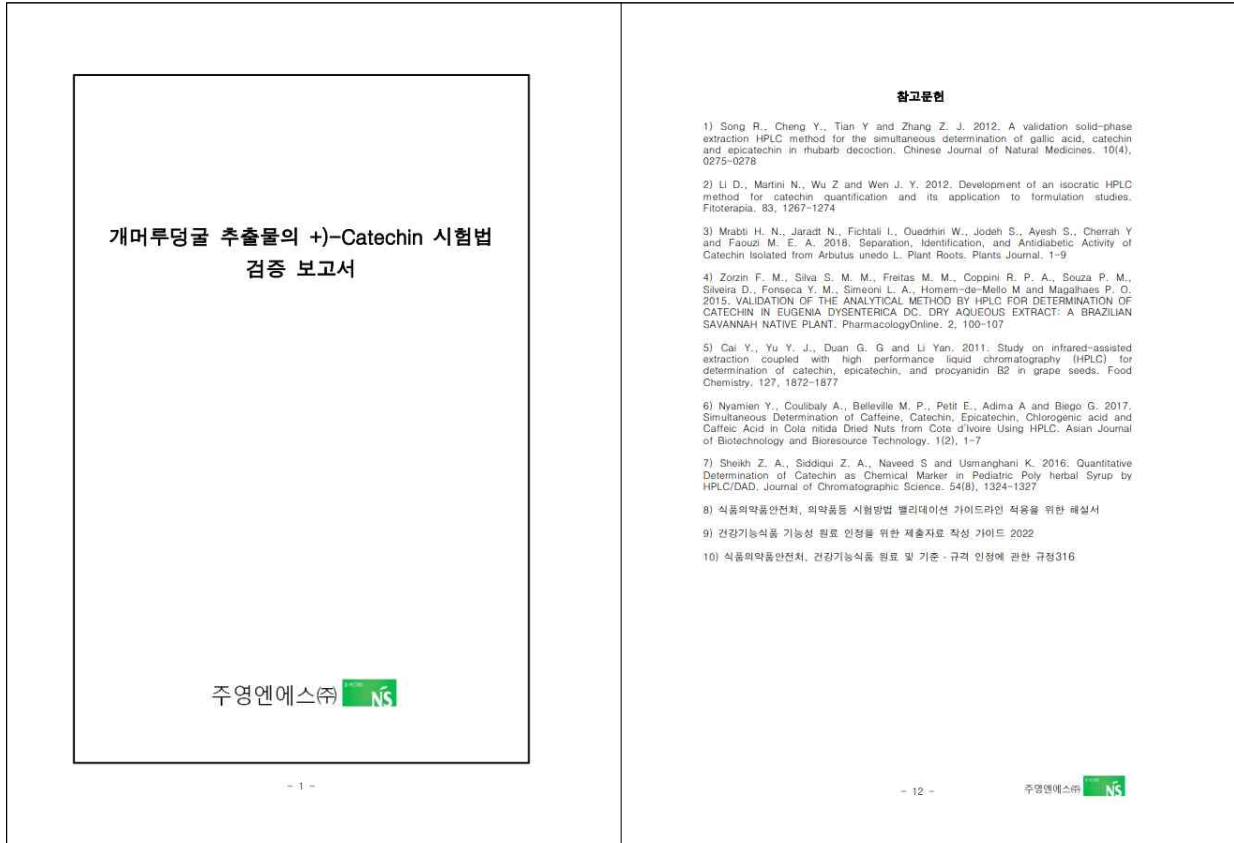 개머루덩굴 추출물의 +)-Catechin 시험법
검증 보고서
주영엔에스㈜
NS
- 1 -
참고문헌
1) Song R., Cheng Y., Tian Y and Zhang Z. J. 2012. A validation solid-phase
extraction HPLC method for the simultaneous determination of gallic acid, catechin
and epicatechin in rhubarb decoction. Chinese Journal of Natural Medicines. 10(4),
0275-0278
2) Li D., Martini N., Wu Z and Wen J. Y. 2012. Development of an isocratic HPLC
method for catechin quantification and its application to formulation studies.
Fitoterapia. 83, 1267-1274
3) Mrabti H. N., Jaradt N., Fichtali I., Ouedrhiri W., Jodeh S., Ayesh S., Cherrah Y
and Faouzi M. E. A. 2018. Separation, Identification, and Antidiabetic Activity of
Catechin Isolated from Arbutus unedo L. Plant Roots. Plants Journal. 1-9
4) Zorzin F. M., Silva S. M. M., Freitas M. M., Coppini R. P. A., Souza P. M.,
Silveira D., Fonseca Y. M., Simeoni L. A., Homem-de-Mello M and Magalhaes P. O.
2015. VALIDATION OF THE ANALYTICAL METHOD BY HPLC FOR DETERMINATION OF
CATECHIN IN EUGENIA DYSENTERICA DC. DRY AQUEOUS EXTRACT: A BRAZILIAN
SAVANNAH NATIVE PLANT. PharmacologyOnline. 2, 100-107
5) Cai Y., Yu Y. J., Duan G. G and Li Yan. 2011. Study on infrared-assisted
extraction coupled with high performance liquid chromatography (HPLC) for
determination of catechin, epicatechin, and procyanidin B2 in grape seeds. Food
Chemistry. 127, 1872-1877
6) Nyamien Y., Coulibaly A., Belleville M. P., Petit E., Adima A and Biego G. 2017.
Simultaneous Determination of Caffeine, Catechin, Epicatechin, Chlorogenic acid and
Caffeic Acid in Cola nitida Dried Nuts from Cote d'Ivoire Using HPLC. Asian Journal
of Biotechnology and Bioresource Technology. 1(2), 1-7
7) Sheikh Z. A., Siddiqui Z. A., Naveed S and Usmanghani K. 2016. Quantitative
Determination of Catechin as Chemical Marker in Pediatric Poly herbal Syrup by
HPLC/DAD. Journal of Chromatographic Science. 54(8), 1324-1327
8) 식품의약품안전처, 의약품등 시험방법 밸리데이션 가이드라인 적용을 위한 해설서
9) 건강기능식품 기능성 원료 인정을 위한 제출자료 작성 가이드 2022
10) 식품의약품안전처, 건강기능식품 원료 및 기준·규격 인정에 관한 규정316
- 12 -
주영엔에스㈜
NS